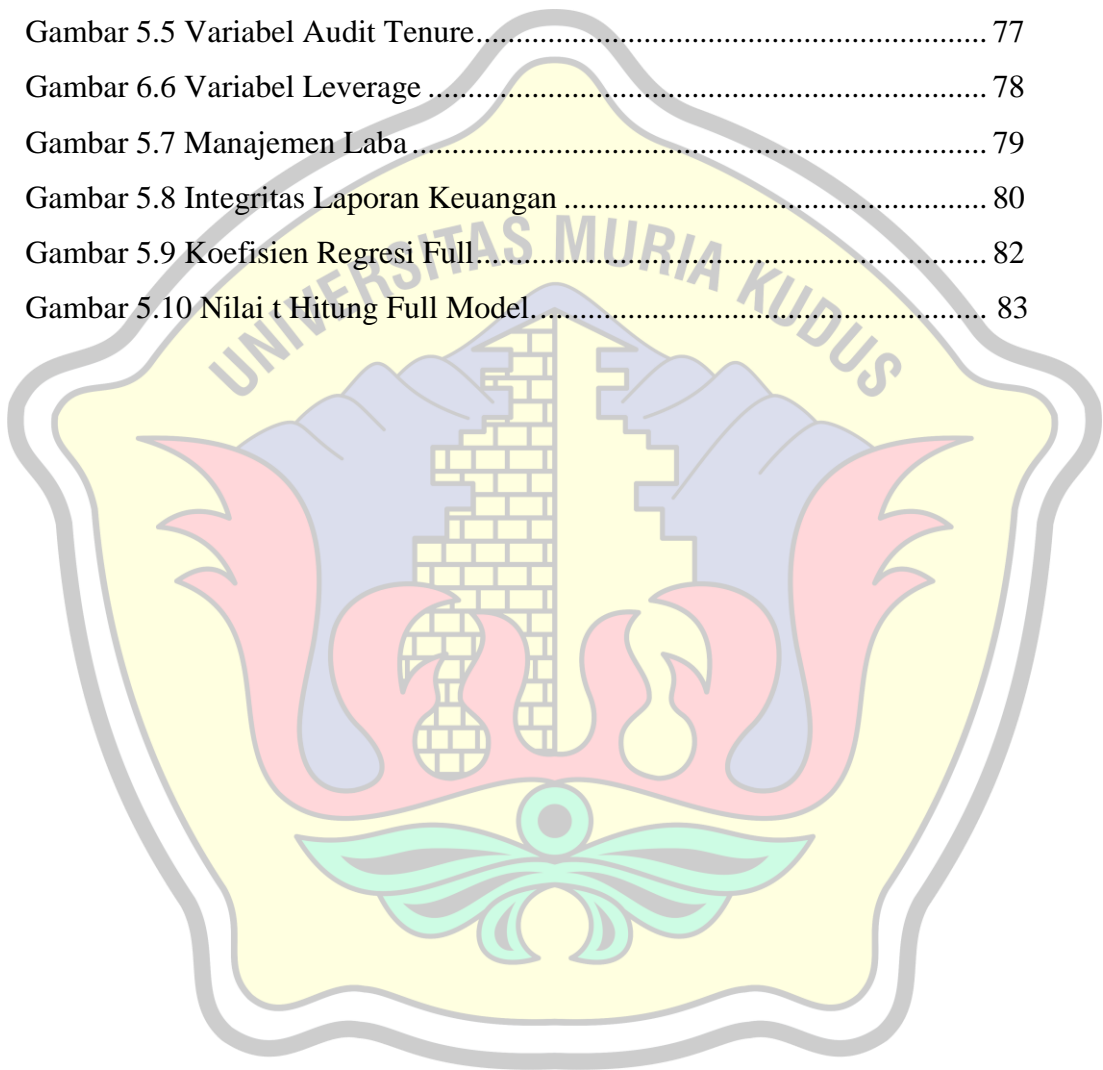 Gambar 5.5 Variabel Audit Tenure................................................................ 77
Gambar 6.6 Variabel Leverage ...................................................................... 78
Gambar 5.7 Manajemen Laba........................................................................ 79
Gambar 5.8 Integritas Laporan Keuangan ..................................................... 80
Gambar 5.9 Koefisien Regresi Full................................................................ 82
Gambar 5.10 Nilai t Hitung Full Model.......................................................... 83
UNIVERSITAS MURIA KUDUS